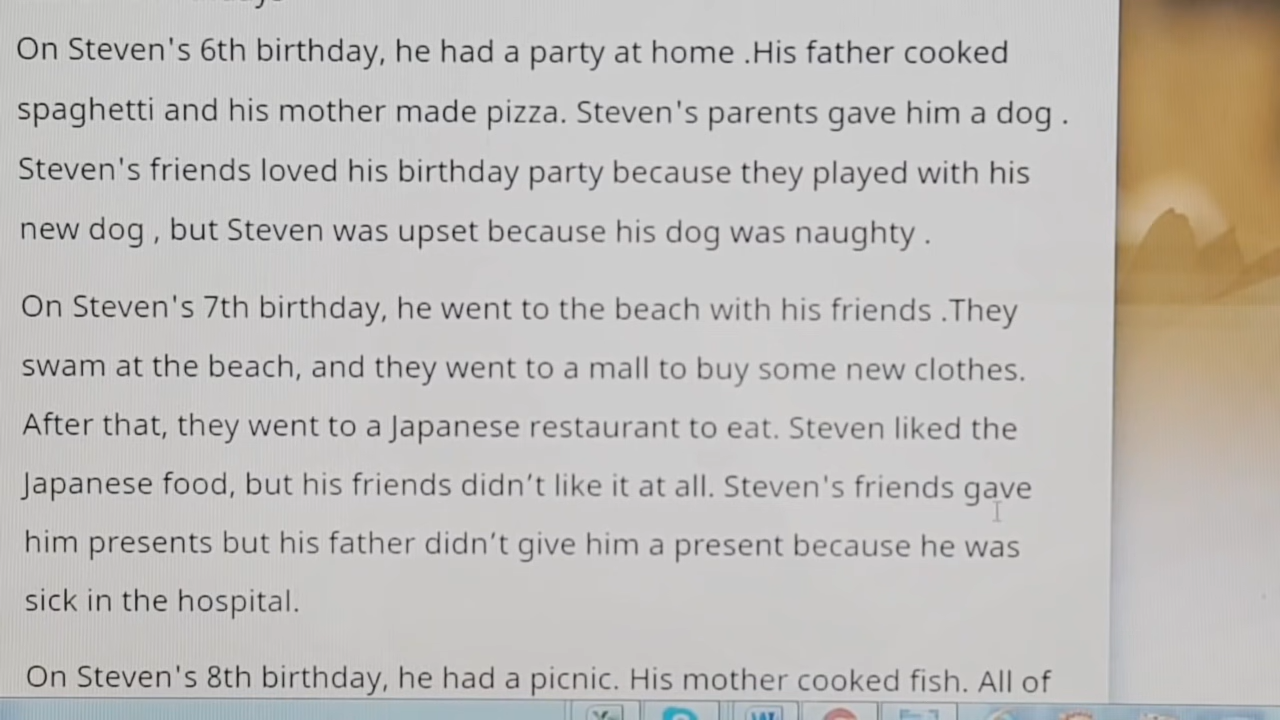 On Steven's 6th birthday, he had a party at home .His father cooked
spaghetti and his mother made pizza. Steven's parents gave him a dog .
Steven's friends loved his birthday party because they played with his
new dog , but Steven was upset because his dog was naughty .
On Steven's 7th birthday, he went to the beach with his friends .They
swam at the beach, and they went to a mall to buy some new clothes.
After that, they went to a Japanese restaurant to eat. Steven liked the
Japanese food, but his friends didn’t like it at all. Steven's friends gave
him presents but his father didn’t give him a present because he was
sick in the hospital.
On Steven's 8th birthday, he had a picnic. His mother cooked fish. All of